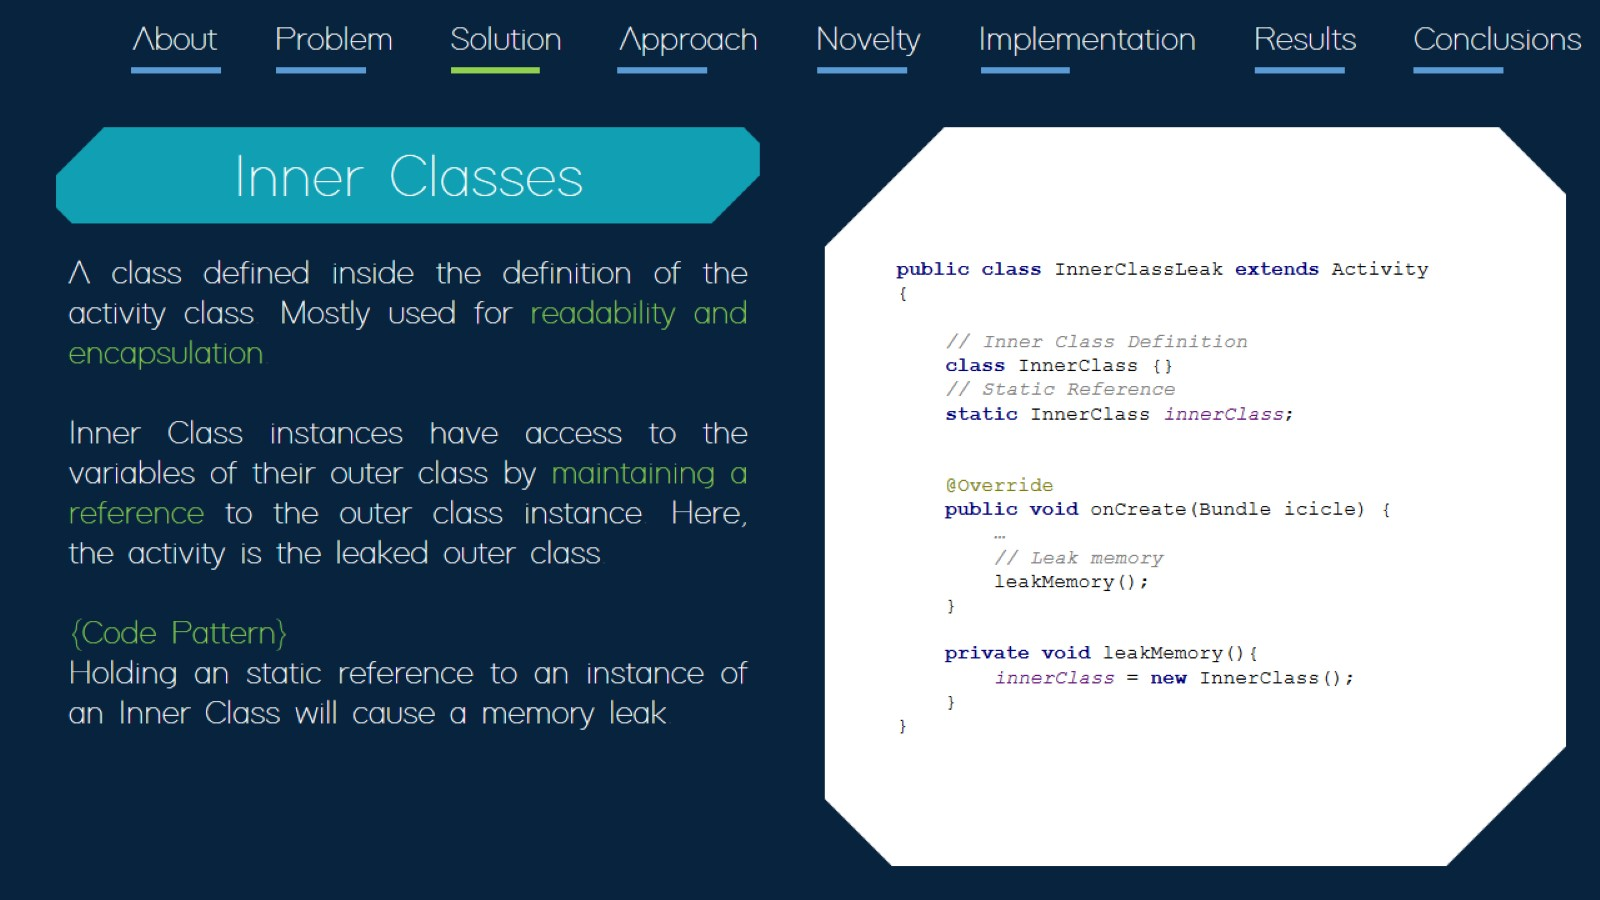 About Problem Solution Approach Novelty Implementation Results Conclusions
Inner Classes
A class defined inside the definition of the
activity class. Mostly used for readability and
encapsulation.
Inner Class instances have access to the
variables of their outer class by maintaining a
reference to the outer class instance. Here,
the activity is the leaked outer class.
{Code Pattern}
Holding an static reference to an instance of
an Inner Class will cause a memory leak
public class InnerClassLeak extends Activity
{
// Inner Class Definition
class InnerClass {}
// Static Reference
static InnerClass innerClass;
@Override
public void onCreate(Bundle icicle) {
…
// Leak memory
leakMemory();
}
private void leakMemory(){
innerClass = new InnerClass();
}
}